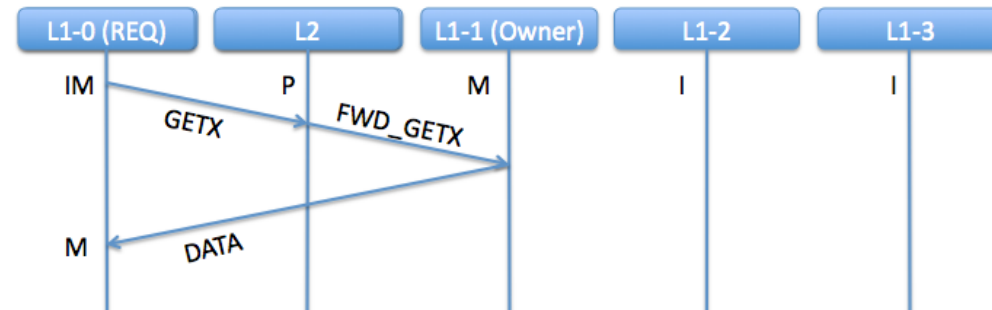 L1-0 (REQ)
L2
L1-1 (Owner)
L1-2
L1-3
IM
P
M
I
I
GETX
FWD_GETX
M
DATA